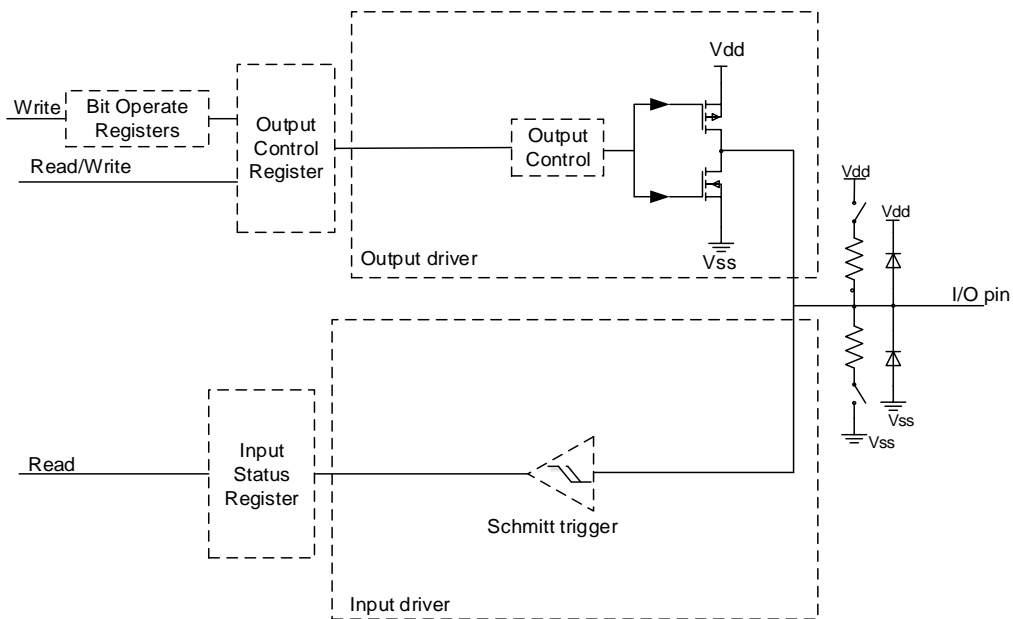 Vdd
Write
Bit Operate
Registers
Output
Control
Register
Output
Control
Read/Write
Vdd
Vdd
Vss
Output driver
I/O pin
Vss
Vss
Read
Input
Status
Register
Schmitt trigger
Input driver